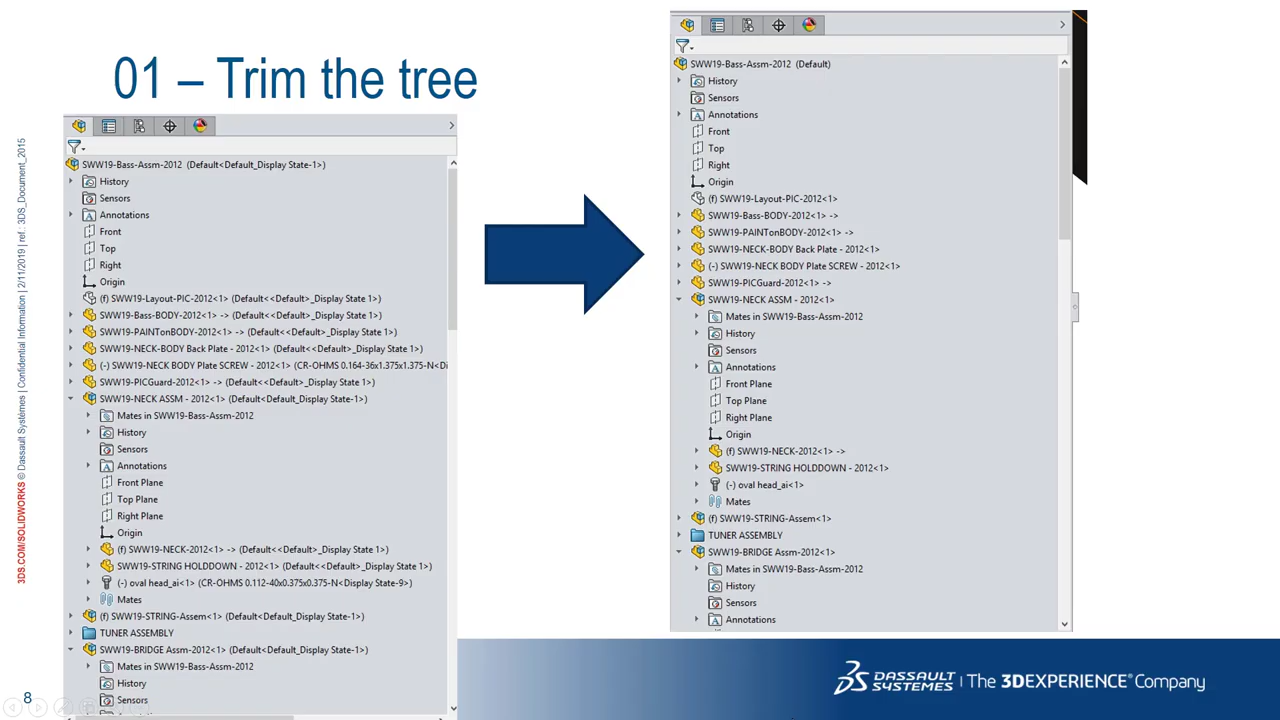 01 – Trim the tree
SWW19-Bass-Assm-2012 (Default<Default_Display State-1>)
History
Sensors
Annotations
Front
Top
Right
Origin
(f) SWW19-Layout-PIC-2012<1> (Default<<Default>_Display State 1>)
SWW19-Bass-BODY-2012<1> -> (Default<<Default>_Display State 1>)
SWW19-PAINTonBODY-2012<1> -> (Default<<Default>_Display State 1>)
SWW19-NECK-BODY Back Plate - 2012<1> (Default<<Default>_Display State 1>)
(-) SWW19-NECK BODY Plate SCREW - 2012<1> (CR-OHMS 0.164-36x1.375x1.375-N<Di
SWW19-PICGuard-2012<1> -> (Default<<Default>_Display State 1>)
SWW19-NECK ASSM - 2012<1> (Default<Default_Display State-1>)
Mates in SWW19-Bass-Assm-2012
History
Sensors
Annotations
Front Plane
Top Plane
Right Plane
Origin
(f) SWW19-NECK-2012<1> -> (Default<<Default>_Display State 1>)
SWW19-STRING HOLDDOWN - 2012<1> (Default<<Default>_Display State 1>)
(-) oval head_ai<1> (CR-OHMS 0.112-40x0.375x0.375-N<Display State-9>)
Mates
(f) SWW19-STRING-Assem<1> (Default<Default_Display State-1>)
TUNER ASSEMBLY
SWW19-BRIDGE Assm-2012<1> (Default<Default_Display State-1>)
Mates in SWW19-Bass-Assm-2012
History
Sensors
SWW19-Bass-Assm-2012 (Default)
History
Sensors
Annotations
Front
Top
Right
Origin
(f) SWW19-Layout-PIC-2012<1>
SWW19-Bass-BODY-2012<1> ->
SWW19-PAINTonBODY-2012<1> ->
SWW19-NECK-BODY Back Plate - 2012<1>
(-) SWW19-NECK BODY Plate SCREW - 2012<1>
SWW19-PICGuard-2012<1> ->
SWW19-NECK ASSM - 2012<1>
Mates in SWW19-Bass-Assm-2012
History
Sensors
Annotations
Front Plane
Top Plane
Right Plane
Origin
(f) SWW19-NECK-2012<1> ->
SWW19-STRING HOLDDOWN - 2012<1>
(-) oval head_ai<1>
Mates
(f) SWW19-STRING-Assem<1>
TUNER ASSEMBLY
SWW19-BRIDGE Assm-2012<1>
Mates in SWW19-Bass-Assm-2012
History
Sensors
Annotations
3DS.COM/SOLIDWORKS © Dassault Systèmes | Confidential Information | 2/11/2019 | ref.: 3DS_Document_2015
8
DASSAULT SYSTEMES | The 3DEXPERIENCE® Company